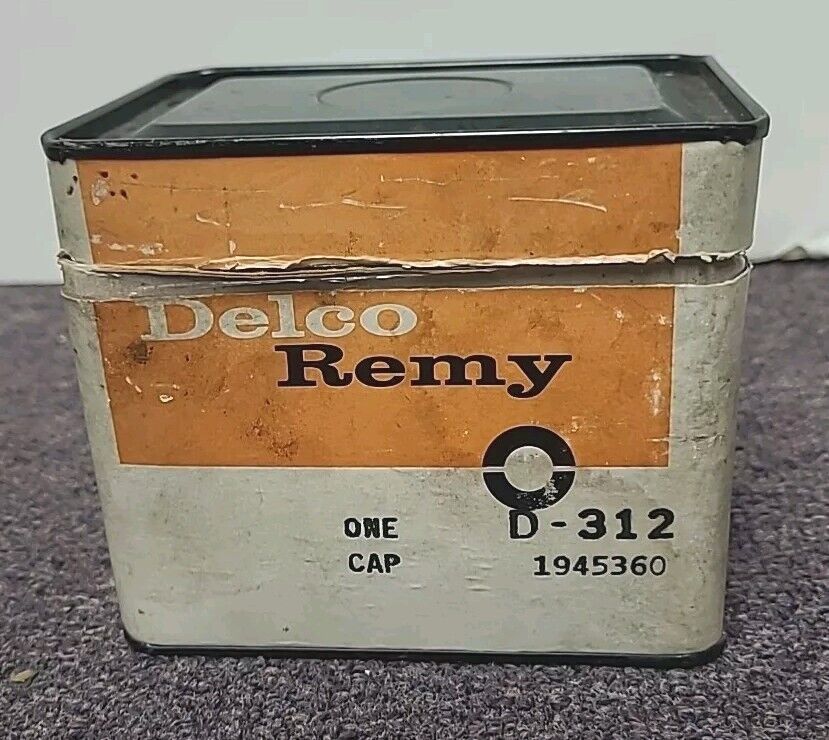 Delco
Remy
ONE D-312
CAP 1945360